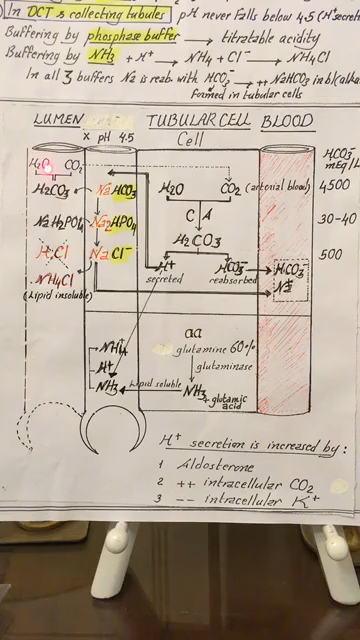 In DCT & collecting tubules pH never falls below 4.5 (H+ secret
Buffering by phosphate buffer → titratable acidity
Buffering by NH3 + H+ → NH4 + Cl- → NH4Cl
In all 3 buffers Na is reab. with HCO3- → ++ NaHCO3 in bl (alkal
formed in tubular cells
LUMEN TUBULAR CELL BLOOD
x pH 4.5 Cell
HCO3-
mEq/L
H2O CO2
H2CO3 NaHCO3 H2O CO2 (arterial blood) 4500
NaH2PO4 Na2HPO4 C A 30-40
H2CO3
HCl NaCl- 500
NH4Cl H+ HCO3- HCO3-
(lipid insoluble) secreted reabsorbed Na+
aa
NH4 glutamine 60%
H+ glutaminase
NH3 Lipid soluble NH3
+ glutamic
acid
H+ secretion is increased by:
1 Aldosterone
2 ++ intracellular CO2
3 -- intracellular K+